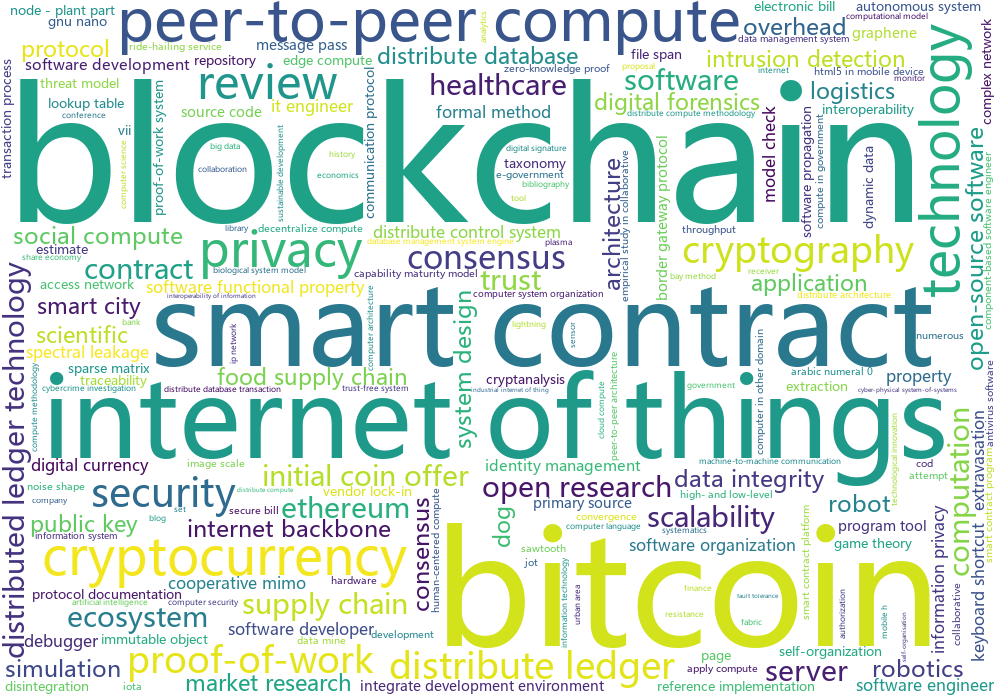 node - plant part
gnu nano
peer-to-peer compute
electronic bill
autonomous system
computational model
overhead
graphene
data management system
analytics
ride-hailing service
message pass
protocol
software development
repository
edge compute
distribute database
file span
intrusion detection
zero-knowledge proof
proposal
internet
html5 in mobile device
monitor
complex network
technology
transaction process
threat model
review
healthcare
software
logistics
lookup table
conference
it engineer
source code
formal method
digital forensics
distribute compute methodology
interoperability
vii
blockchain
proof-of-work system
communication protocol
computer science
big data
collaboration
sustainable development
history
economics
digital signature
taxonomy
e-government
bibliography
tool
model check
software propagation
compute in government
dynamic data
architecture
empirical study in collaborative
border gateway protocol
open-source software
component-based software engineer
library
decentralize compute
distribute control system
throughput
social compute
estimate
share economy
privacy
database management system engine
plasma
consensus
cryptography
contract
biological system model
capability maturity model
trust
bay method
receiver
application
access network
software functional property
interoperability of information
computer system organization
distribute architecture
smart city
bank
scientific
smart contract
ip network
computer architecture
lightning
sensor
numerous
spectral leakage
sparse matrix
traceability
food supply chain
system design
cryptanalysis
arabic numeral 0
property
cybercrime investigation
distribute database transaction
trust-free system
industrial internet of thing
government
extraction
cyber-physical system-of-systems
antivirus software
compute methodology
internet of things
cloud compute
peer-to-peer architecture
computer in other domain
technological innovation
distributed ledger technology
digital currency
image scale
initial coin offer
identity management
machine-to-machine communication
cod
attempt
data integrity
noise shape
company
security
distribute compute
vendor lock-in
open research
high- and low-level
robot
computation
extravasation
keyboard shortcut
smart contract program
set
secure bill
ethereum
primary source
convergence
scalability
public key
blog
internet backbone
consensus
human-centered compute
dog
sawtooth
computer language
systematics
program tool
information system
software organization
smart contract platform
game theory
cryptocurrency
jot
bitcoin
information privacy
collaborative
cooperative mimo
hardware
information technology
urban area
finance
fault tolerance
protocol documentation
artificial intelligence
computer security
supply chain
resistance
fabric
authorization
mobile h
self-organisation
ecosystem
software developer
development
debugger
immutable object
data mine
self-organization
simulation
proof-of-work
distribute ledger
page
apply compute
server
robotics
disintegration
iota
market research
integrate development environment
reference implementation
software engineer